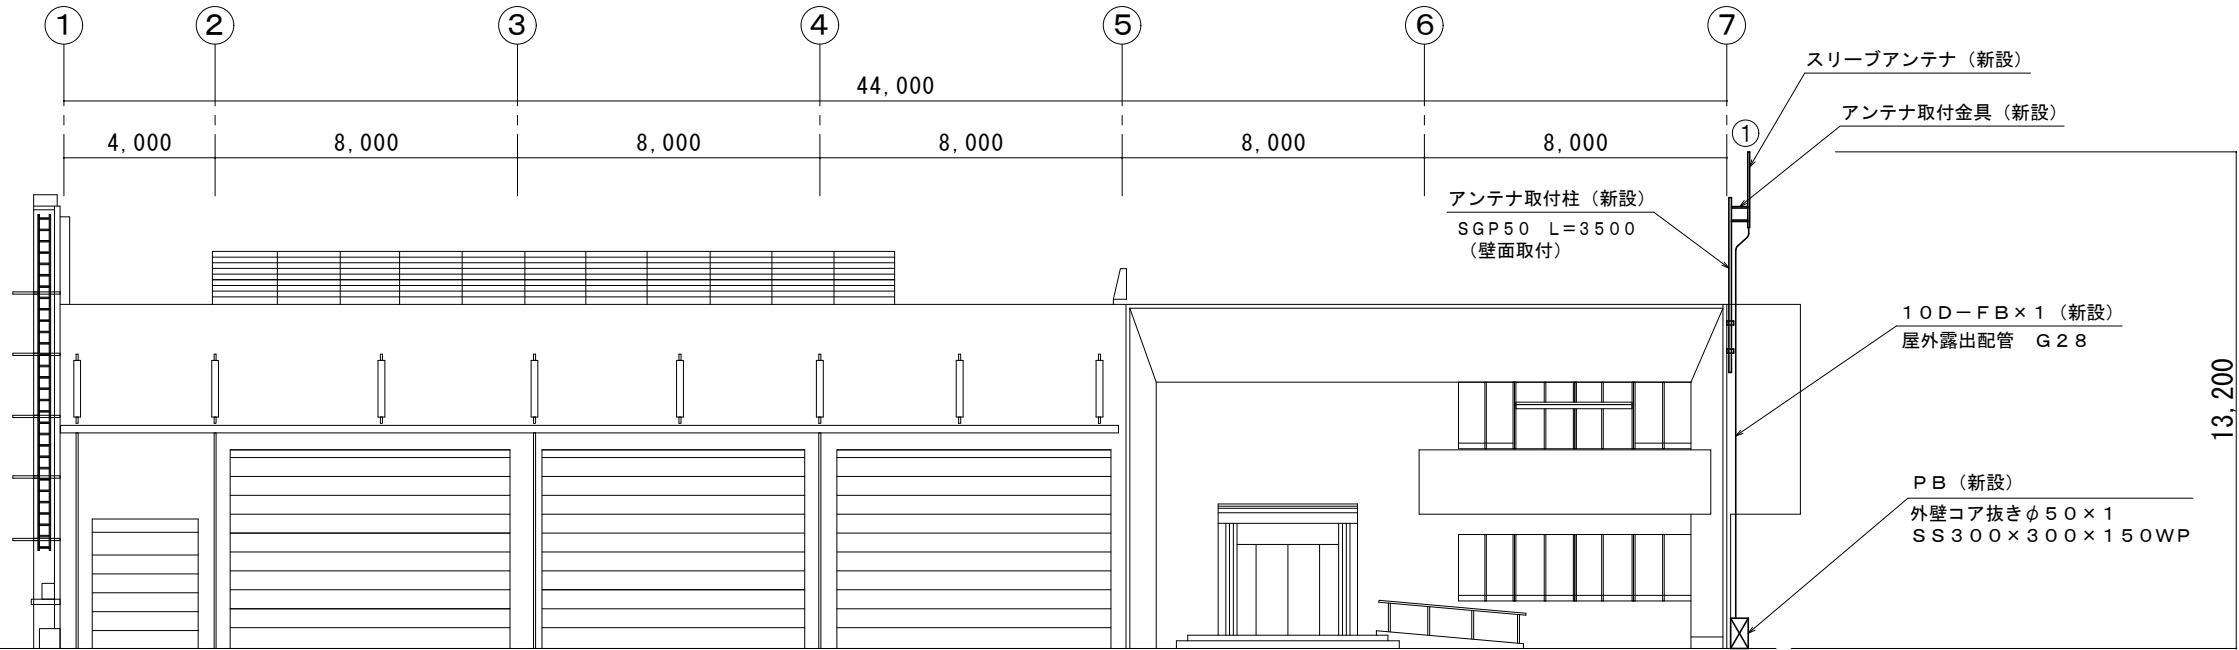 ① ② ③ ④ ⑤ ⑥ ⑦
44,000
4,000 8,000 8,000 8,000 8,000 8,000
①
スリーブアンテナ（新設）
アンテナ取付金具（新設）
アンテナ取付柱（新設）
ＳＧＰ５０　Ｌ＝３５００
（壁面取付）
１０Ｄ－ＦＢ×１（新設）
屋外露出配管　Ｇ２８
13,200
ＰＢ（新設）
外壁コア抜きφ５０×１
ＳＳ３００×３００×１５０ＷＰ